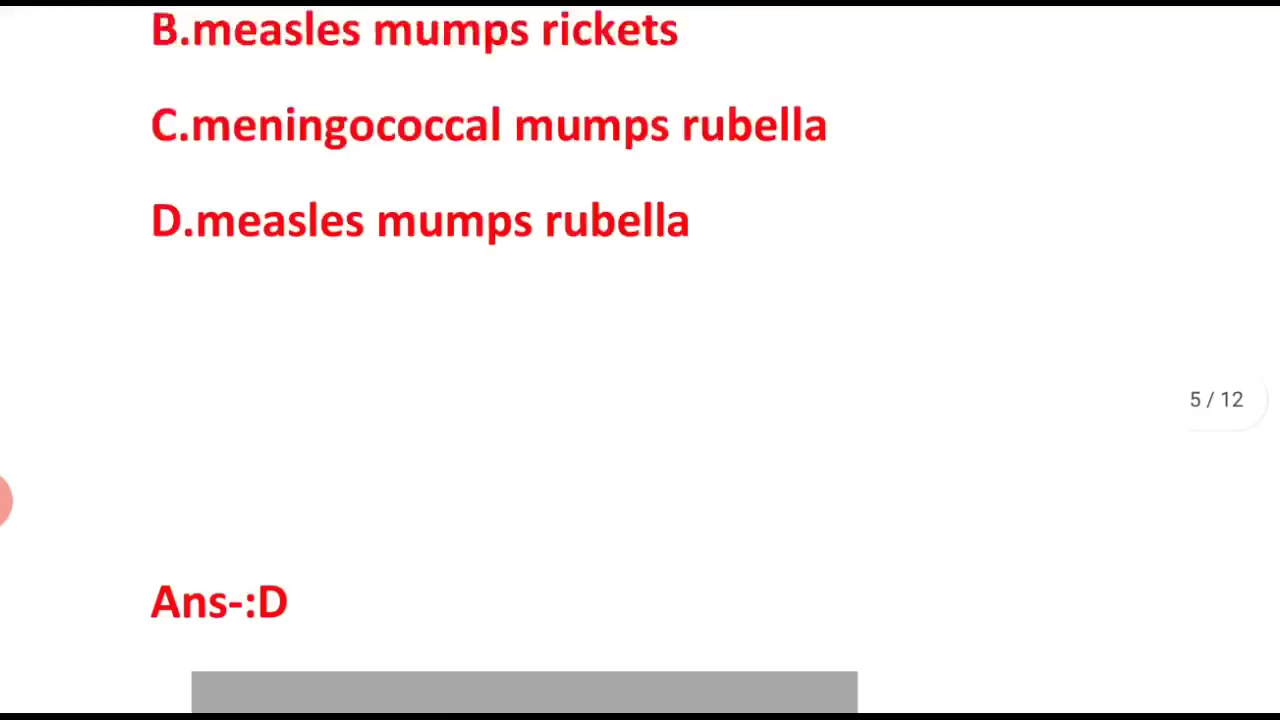 B.measles mumps rickets
C.meningococcal mumps rubella
D.measles mumps rubella
5 / 12
Ans-:D